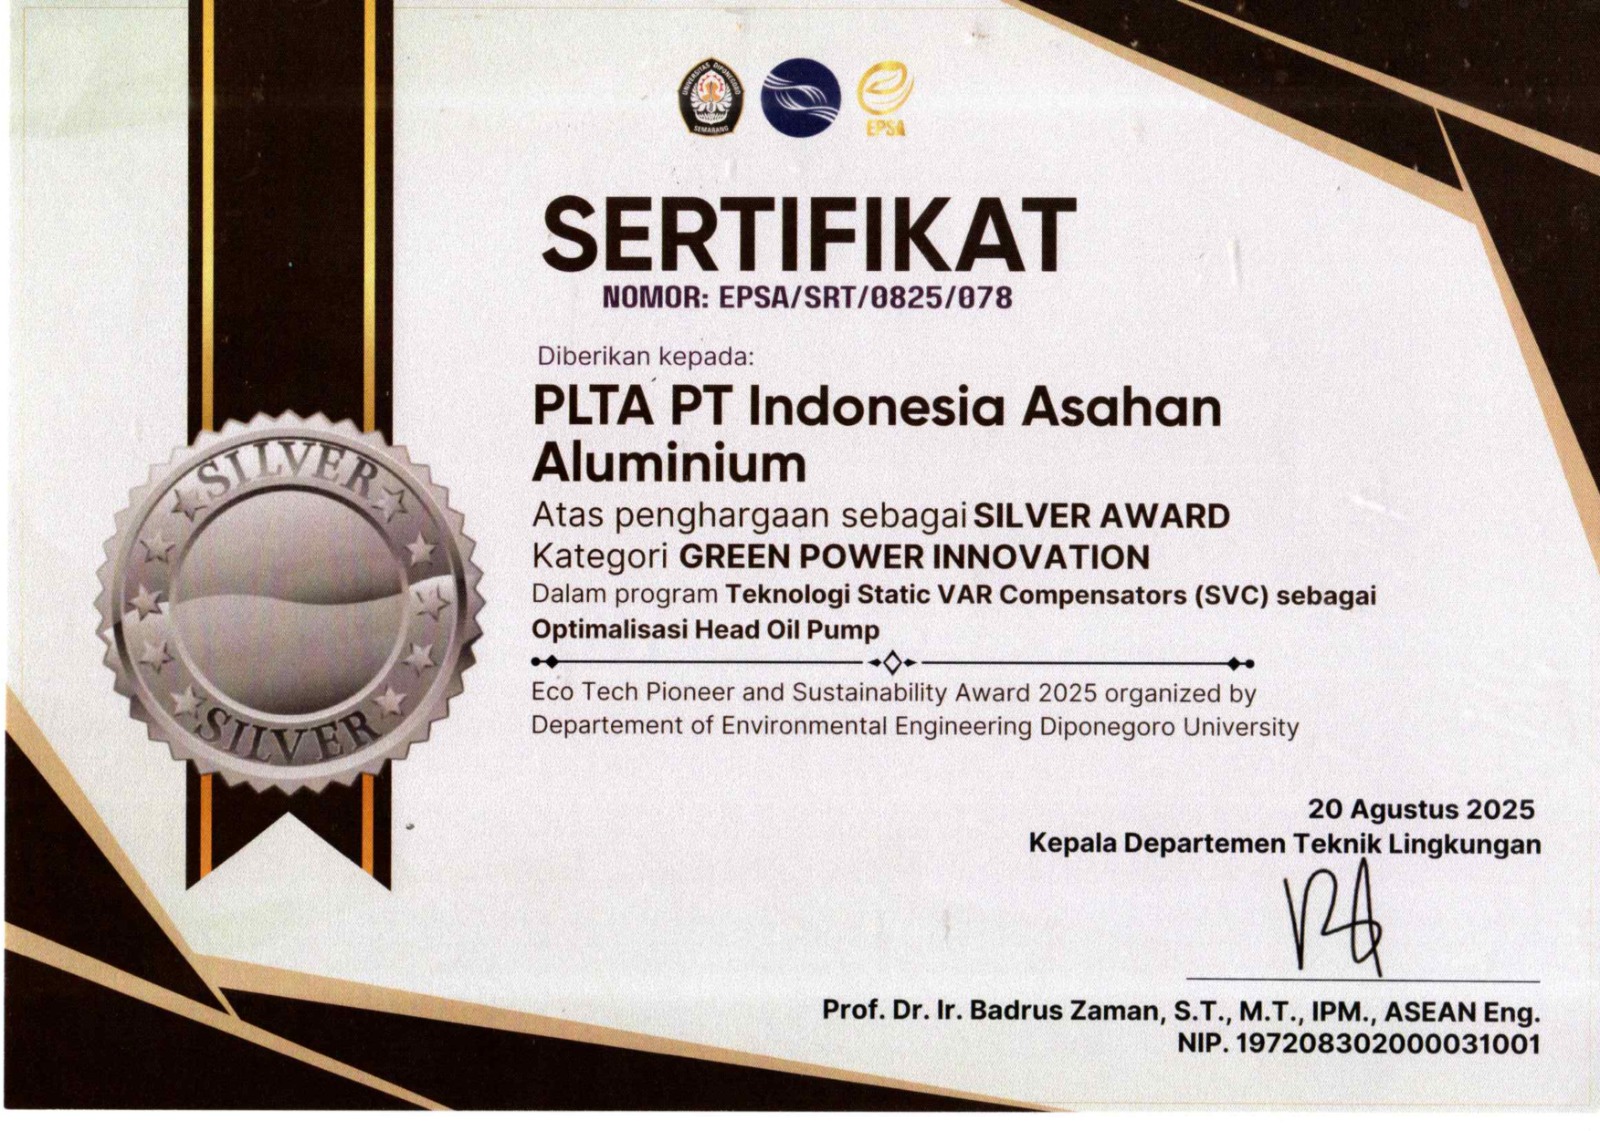 UNIVERSITAS DIPONEGORO
SEMARANG
EPSA
SERTIFIKAT
NOMOR: EPSA/SRT/0825/078
Diberikan kepada:
PLTA PT Indonesia Asahan
Aluminium
Atas penghargaan sebagai SILVER AWARD
Kategori GREEN POWER INNOVATION
Dalam program Teknologi Static VAR Compensators (SVC) sebagai
Optimalisasi Head Oil Pump
Eco Tech Pioneer and Sustainability Award 2025 organized by
Departement of Environmental Engineering Diponegoro University
SILVER
SILVER
20 Agustus 2025
Kepala Departemen Teknik Lingkungan
Prof. Dr. Ir. Badrus Zaman, S.T., M.T., IPM., ASEAN Eng.
NIP. 197208302000031001